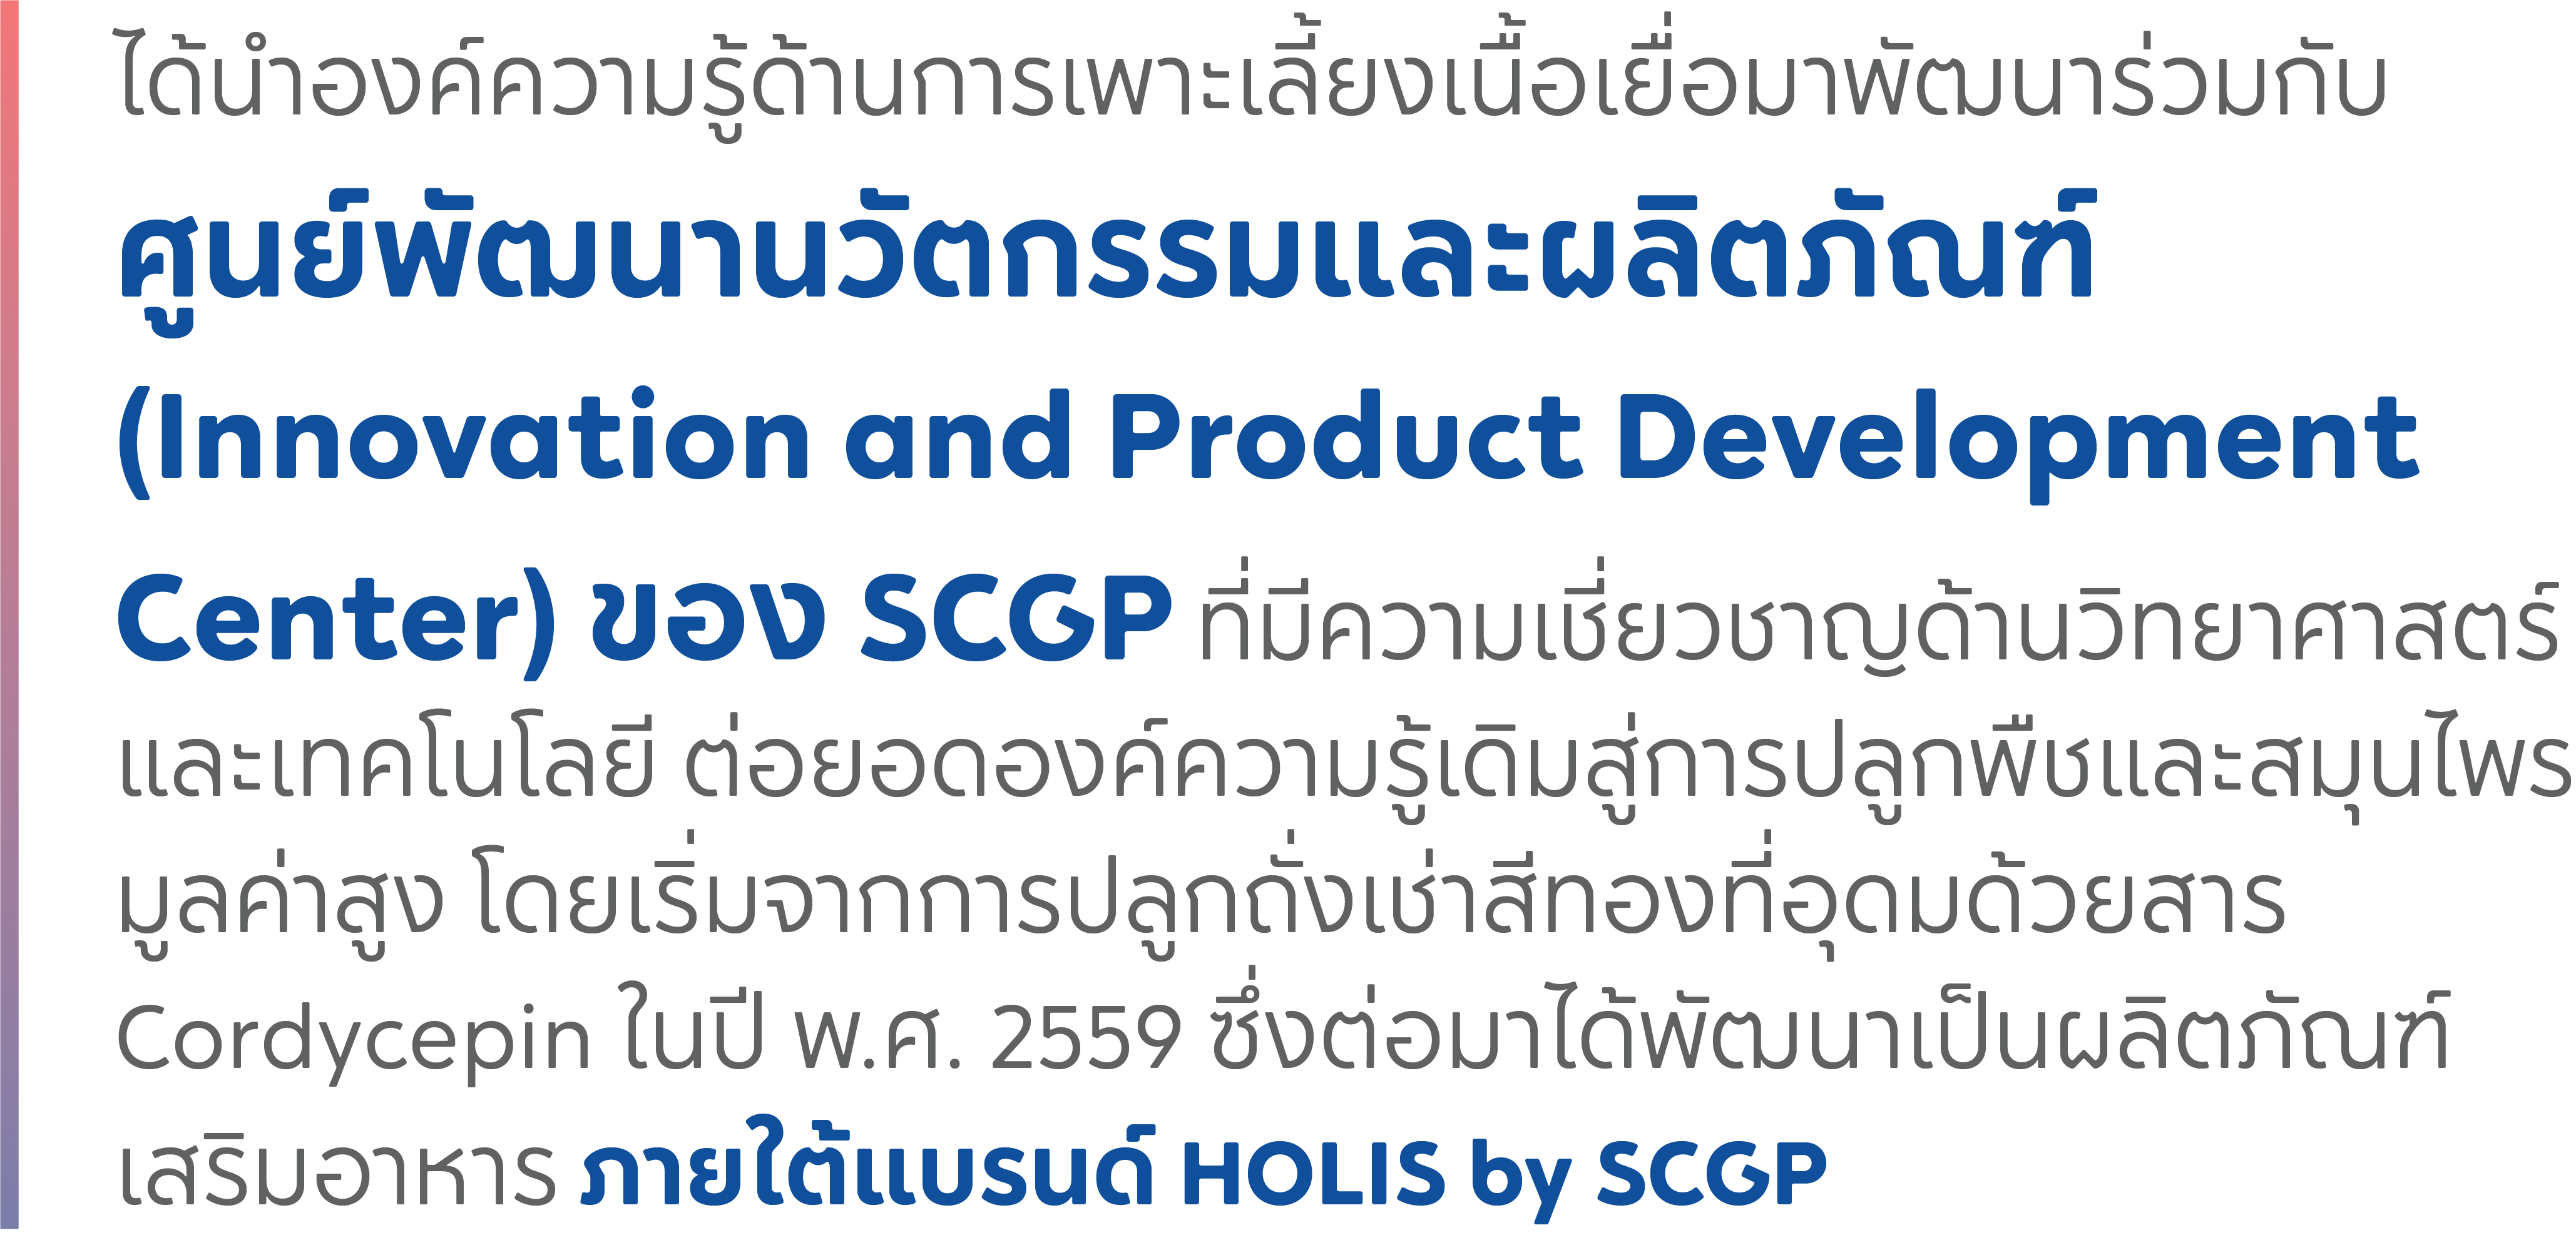 ได้นำองค์ความรู้ด้านการเพาะเลี้ยงเนื้อเยื่อมาพัฒนาร่วมกับ
ศูนย์พัฒนานวัตกรรมและผลิตภัณฑ์
(Innovation and Product Development
Center) ของ SCGP ที่มีความเชี่ยวชาญด้านวิทยาศาสตร์
และเทคโนโลยี ต่อยอดองค์ความรู้เดิมสู่การปลูกพืชและสมุนไพร
มูลค่าสูง โดยเริ่มจากการปลูกถั่งเช่าสีทองที่อุดมด้วยสาร
Cordycepin ในปี พ.ศ. 2559 ซึ่งต่อมาได้พัฒนาเป็นผลิตภัณฑ์
เสริมอาหาร ภายใต้แบรนด์ HOLIS by SCGP